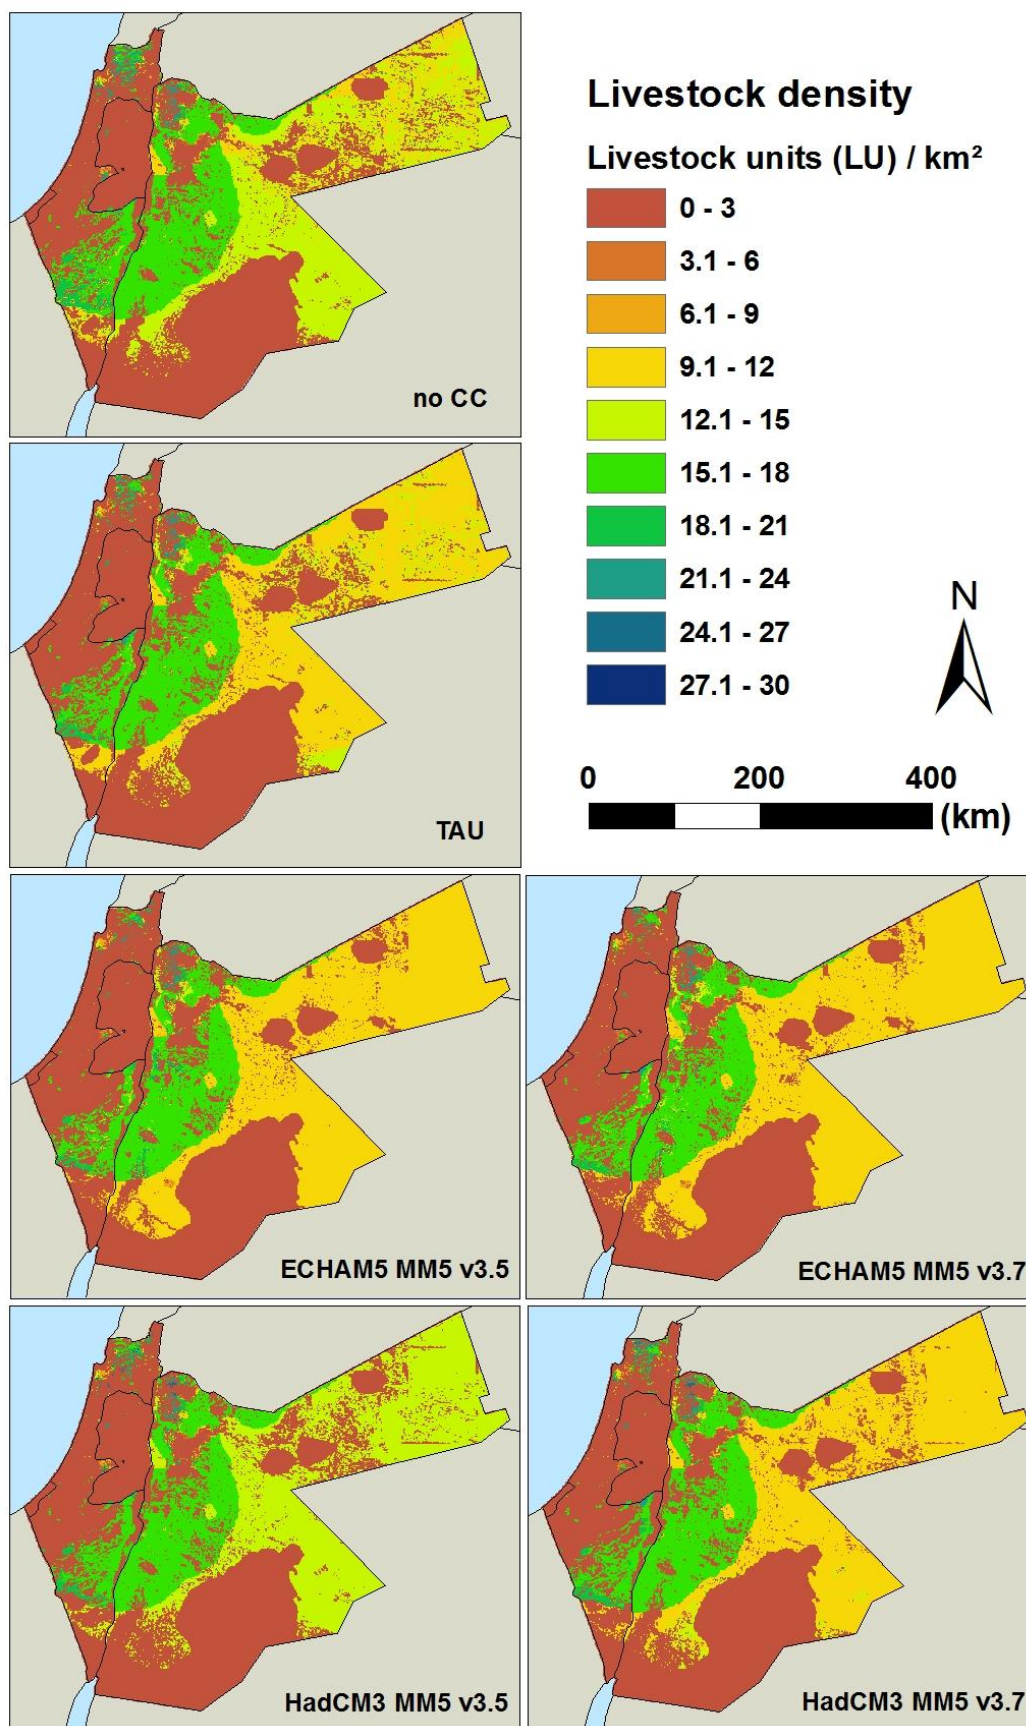 Livestock density
Livestock units (LU) / km²
0 - 3
3.1 - 6
6.1 - 9
9.1 - 12
12.1 - 15
15.1 - 18
18.1 - 21
21.1 - 24
24.1 - 27
27.1 - 30
N
0 200 400
(km)
no CC
TAU
ECHAM5 MM5 v3.5
ECHAM5 MM5 v3.7
HadCM3 MM5 v3.5
HadCM3 MM5 v3.7